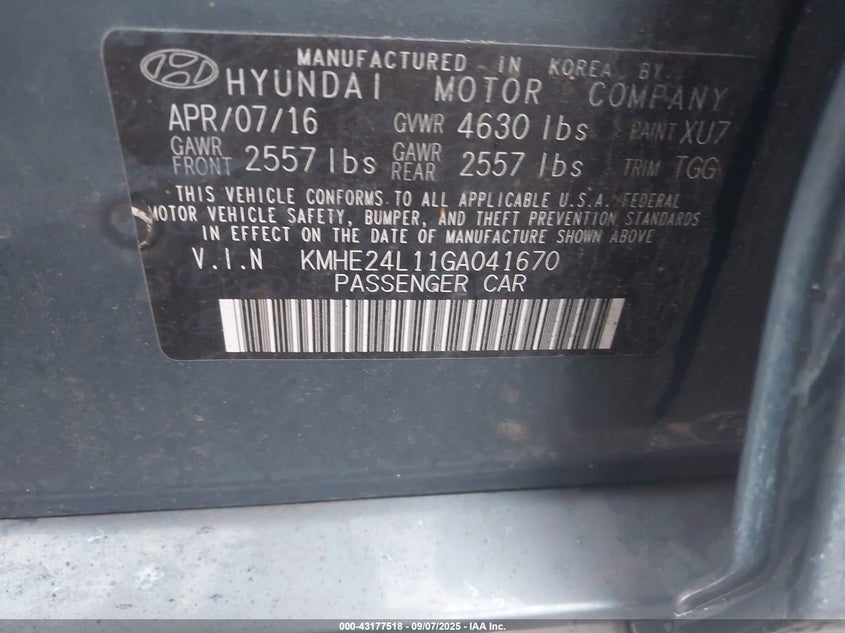 MANUFACTURED IN KOREA BY
HYUNDAI MOTOR COMPANY
APR/07/16 GVWR 4630 lbs PAINT XU7
GAWR FRONT 2557 lbs GAWR REAR 2557 lbs TRIM TGG
THIS VEHICLE CONFORMS TO ALL APPLICABLE U.S.A. FEDERAL
MOTOR VEHICLE SAFETY, BUMPER, AND THEFT PREVENTION STANDARDS
IN EFFECT ON THE DATE OF MANUFACTURE SHOWN ABOVE
V.I.N KMHE24L11GA041670
PASSENGER CAR
000-43177518 - 09/07/2025 - IAA Inc.